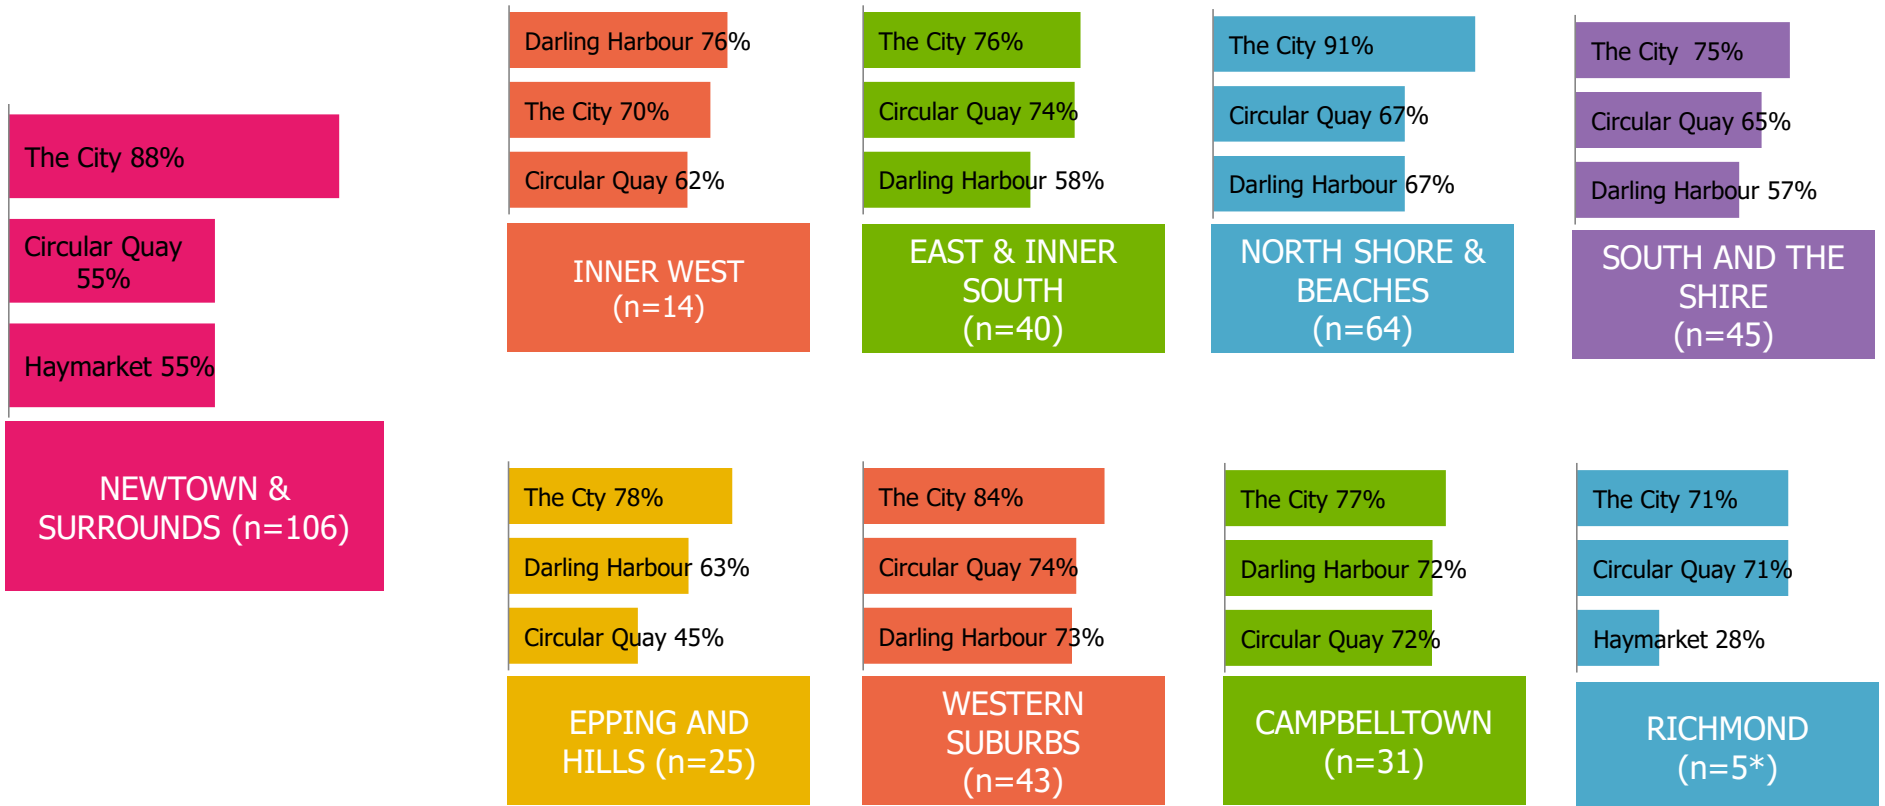 The City 88%
Circular Quay
55%
Haymarket 55%
NEWTOWN &
SURROUNDS (n=106)
Darling Harbour 76%
The City 70%
Circular Quay 62%
INNER WEST
(n=14)
The City 76%
Circular Quay 74%
Darling Harbour 58%
EAST & INNER
SOUTH
(n=40)
The City 91%
Circular Quay 67%
Darling Harbour 67%
NORTH SHORE &
BEACHES
(n=64)
The City  75%
Circular Quay 65%
Darling Harbour 57%
SOUTH AND THE
SHIRE
(n=45)
The Cty 78%
Darling Harbour 63%
Circular Quay 45%
EPPING AND
HILLS (n=25)
The City 84%
Circular Quay 74%
Darling Harbour 73%
WESTERN
SUBURBS
(n=43)
The City 77%
Darling Harbour 72%
Circular Quay 72%
CAMPBELLTOWN
(n=31)
The City 71%
Circular Quay 71%
Haymarket 28%
RICHMOND
(n=5*)